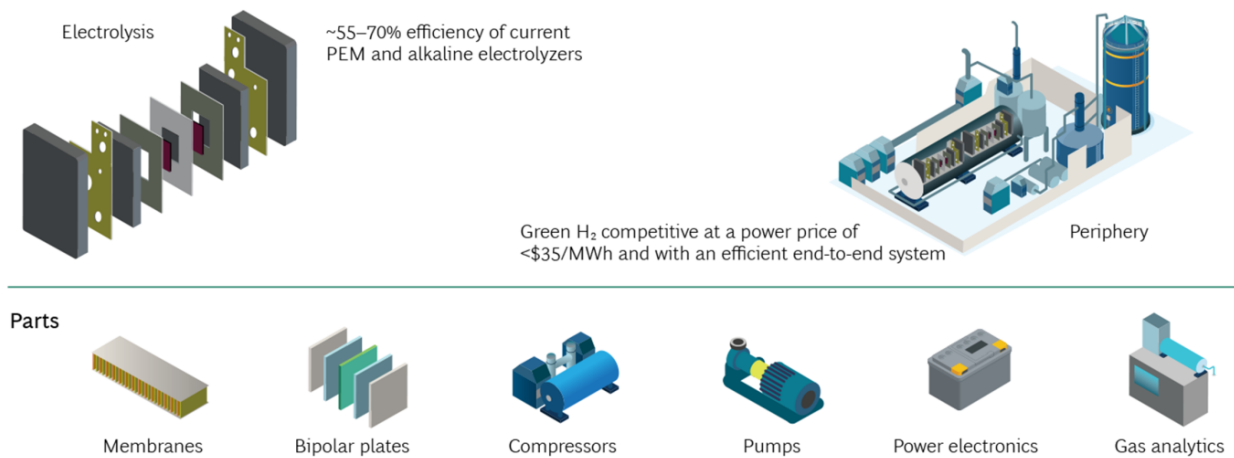 Electrolysis
~55–70% efficiency of current
PEM and alkaline electrolyzers
Green H₂ competitive at a power price of
<$35/MWh and with an efficient end-to-end system
Periphery
Parts
Membranes
Bipolar plates
Compressors
Pumps
Power electronics
Gas analytics